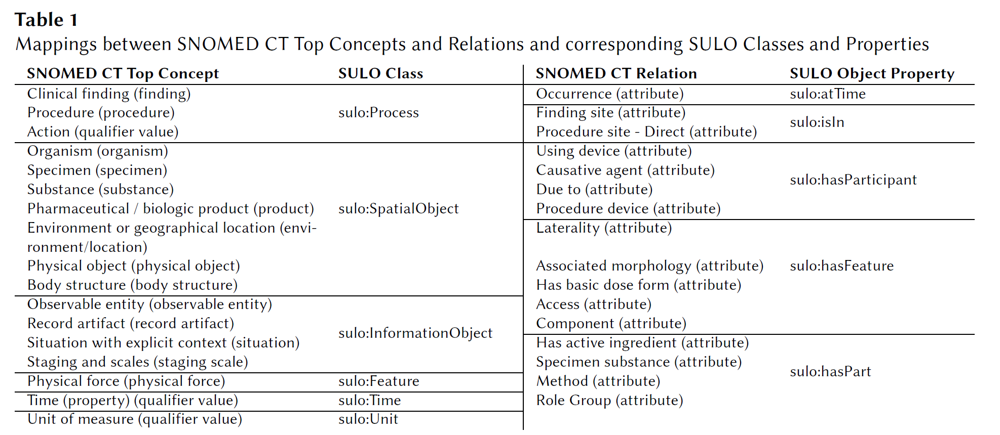 Table 1
Mappings between SNOMED CT Top Concepts and Relations and corresponding SULO Classes and Properties
SNOMED CT Top Concept SULO Class SNOMED CT Relation SULO Object Property
Clinical finding (finding) Occurrence (attribute) sulo:atTime
Procedure (procedure) sulo:Process Finding site (attribute)
sulo:isIn
Action (qualifier value) Procedure site - Direct (attribute)
Organism (organism) Using device (attribute)
Specimen (specimen) Causative agent (attribute)
sulo:hasParticipant
Substance (substance) Due to (attribute)
Pharmaceutical / biologic product (product) sulo:SpatialObject Procedure device (attribute)
Environment or geographical location (envi- Laterality (attribute)
ronment/location)
Physical object (physical object) Associated morphology (attribute) sulo:hasFeature
Body structure (body structure) Has basic dose form (attribute)
Observable entity (observable entity) Access (attribute)
Record artifact (record artifact) Component (attribute)
sulo:InformationObject
Situation with explicit context (situation) Has active ingredient (attribute)
Staging and scales (staging scale) Specimen substance (attribute)
sulo:hasPart
Physical force (physical force) sulo:Feature Method (attribute)
Time (property) (qualifier value) sulo:Time Role Group (attribute)
Unit of measure (qualifier value) sulo:Unit